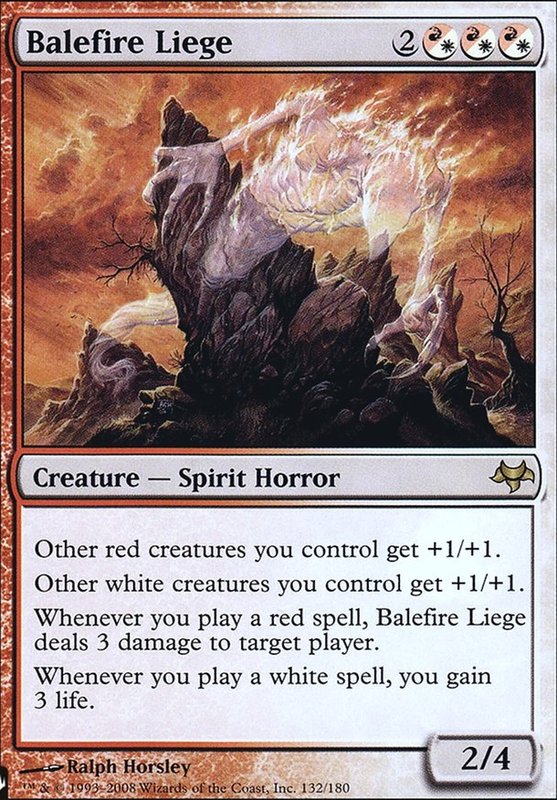 Balefire Liege 2
Creature — Spirit Horror
Other red creatures you control get +1/+1.
Other white creatures you control get +1/+1.
Whenever you play a red spell, Balefire Liege
deals 3 damage to target player.
Whenever you play a white spell, you gain
3 life.
2/4
Ralph Horsley
™ & © 1993–2008 Wizards of the Coast, Inc. 132/180